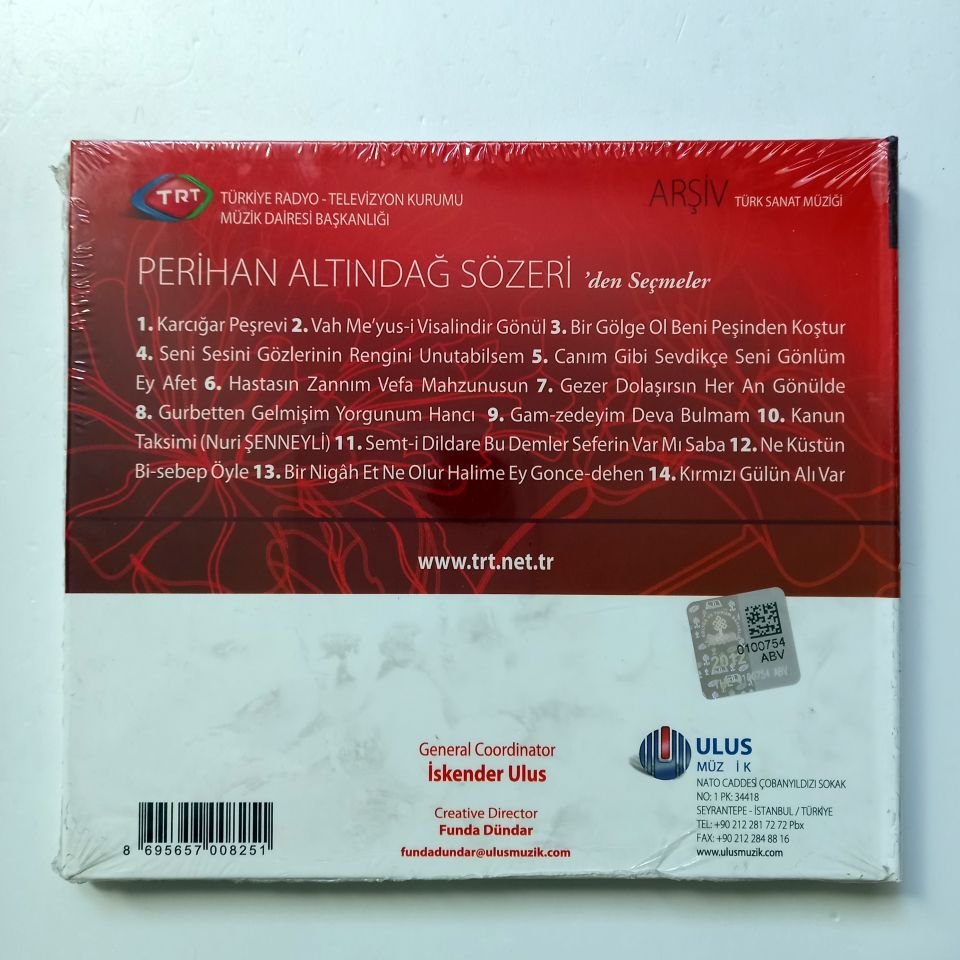 TRT
TÜRKİYE RADYO - TELEVİZYON KURUMU
MÜZİK DAİRESİ BAŞKANLIĞI
ARŞİV TÜRK SANAT MÜZİĞİ
PERİHAN ALTINDAĞ SÖZERİ 'den Seçmeler
1. Karcığar Peşrevi 2. Vah Me'yus-i Visalindir Gönül 3. Bir Gölge Ol Beni Peşinden Koştur
4. Seni Sesini Gözlerinin Rengini Unutabilsem 5. Canım Gibi Sevdikçe Seni Gönlüm
Ey Afet 6. Hastasın Zannım Vefa Mahzunusun 7. Gezer Dolaşırsın Her An Gönülde
8. Gurbetten Gelmişim Yorgunum Hancı 9. Gam-zedeyim Deva Bulmam 10. Kanun
Taksimi (Nuri ŞENNEYLİ) 11. Semt-i Dildare Bu Demler Seferin Var Mı Saba 12. Ne Küstün
Bi-sebep Öyle 13. Bir Nigâh Et Ne Olur Halime Ey Gonce-dehen 14. Kırmızı Gülün Alı Var
www.trt.net.tr
0100754
ABV
2012
General Coordinator
İskender Ulus
Creative Director
Funda Dündar
fundadundar@ulusmuzik.com
ULUS
MÜZİK
NATO CADDESİ ÇOBANYILDIZI SOKAK
NO: 1 PK: 34418
SEYRANTEPE - İSTANBUL / TÜRKİYE
TEL: +90 212 281 72 72 Pbx
FAX: +90 212 284 88 16
www.ulusmuzik.com
8 695657 008251